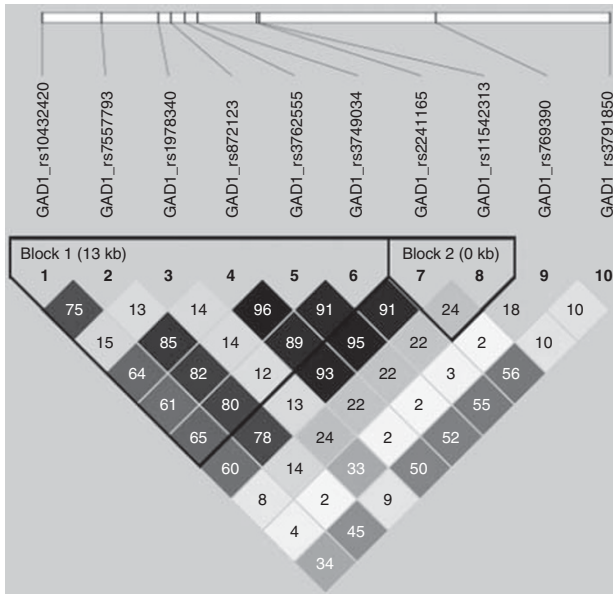 GAD1_rs10432420
GAD1_rs7557793
GAD1_rs1978340
GAD1_rs872123
GAD1_rs3762555
GAD1_rs3749034
GAD1_rs2241165
GAD1_rs11542313
GAD1_rs769390
GAD1_rs3791850
Block 1 (13 kb) Block 2 (0 kb)
1 2 3 4 5 6 7 8 9 10
75 13 14 96 91 91 24 18 10
15 85 14 89 95 22 2 10
64 82 12 93 22 3 56
61 80 13 22 2 55
65 78 24 2 52
60 14 33 50
8 2 9
4 45
34